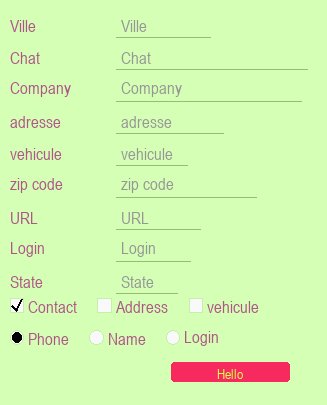 Ville Ville
Chat Chat
Company Company
adresse adresse
vehicule vehicule
zip code zip code
URL URL
Login Login
State State
Contact Address vehicule
Phone Name Login
Hello